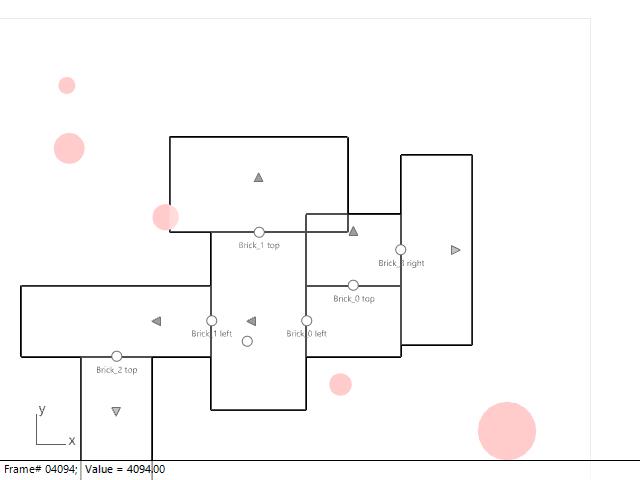 Brick_1 top
Brick_3 right
Brick_0 top
Brick_1 left
Brick_0 left
Brick_2 top
y
x
Frame# 04094; Value = 4094.00